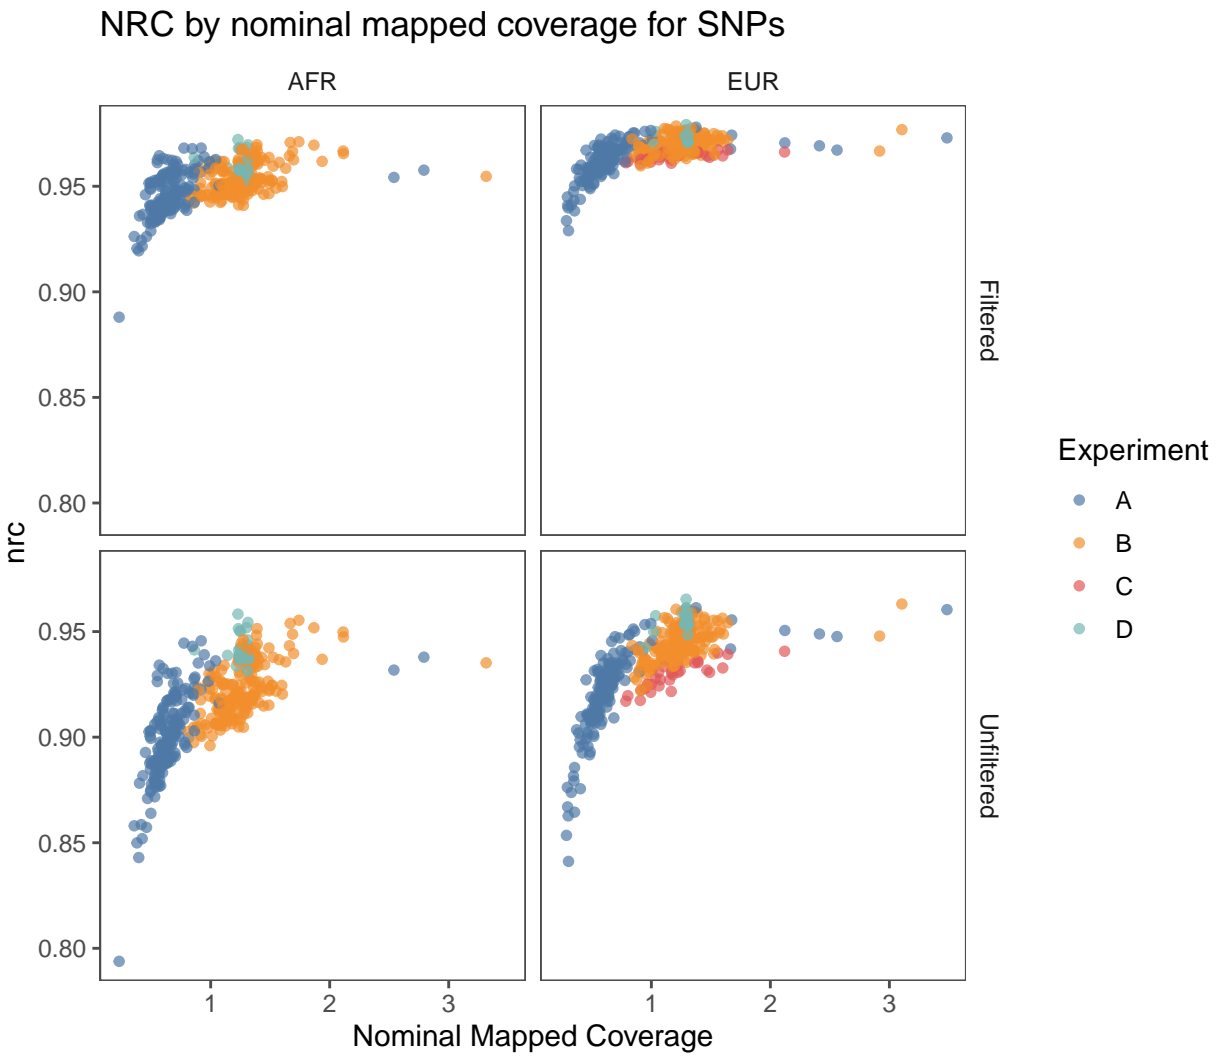 NRC by nominal mapped coverage for SNPs
AFR
EUR
0.95
0.90
0.85
0.80
Filtered
nrc
0.95
0.90
0.85
0.80
Unfiltered
1
2
3
1
2
3
Nominal Mapped Coverage
Experiment
A
B
C
D